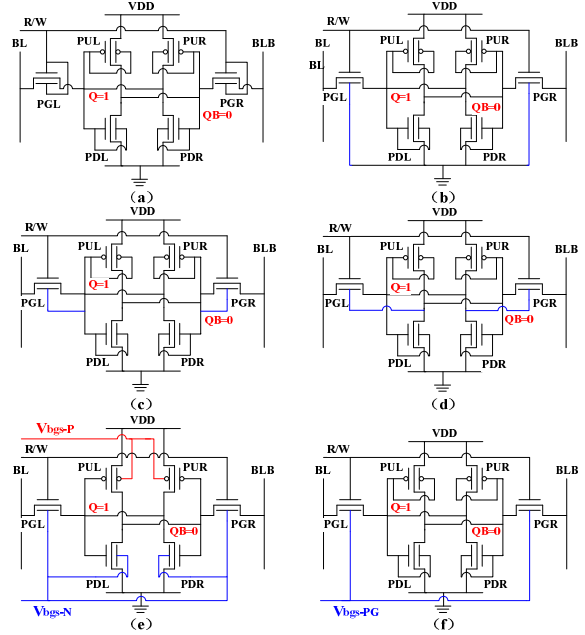 VDD
R/W
BL
PUL
PUR
BLB
PGL
Q=1
PGR
QB=0
PDL
PDR
(a)
VDD
R/W
BL
BL
PUL
PUR
BLB
PGL
Q=1
PGR
QB=0
PDL
PDR
(b)
VDD
R/W
BL
PUL
PUR
BLB
Q=1
PGL
PGR
QB=0
PDL
PDR
(c)
VDD
R/W
BL
PUL
PUR
BLB
Q=1
PGL
PGR
QB=0
PDL
PDR
(d)
Vbgs-P
VDD
R/W
BL
PUL
PUR
BLB
Q=1
PGL
PGR
QB=0
PDL
PDR
Vbgs-N
(e)
VDD
R/W
BL
PUL
PUR
BLB
Q=1
PGL
PGR
QB=0
PDL
PDR
Vbgs-PG
(f)